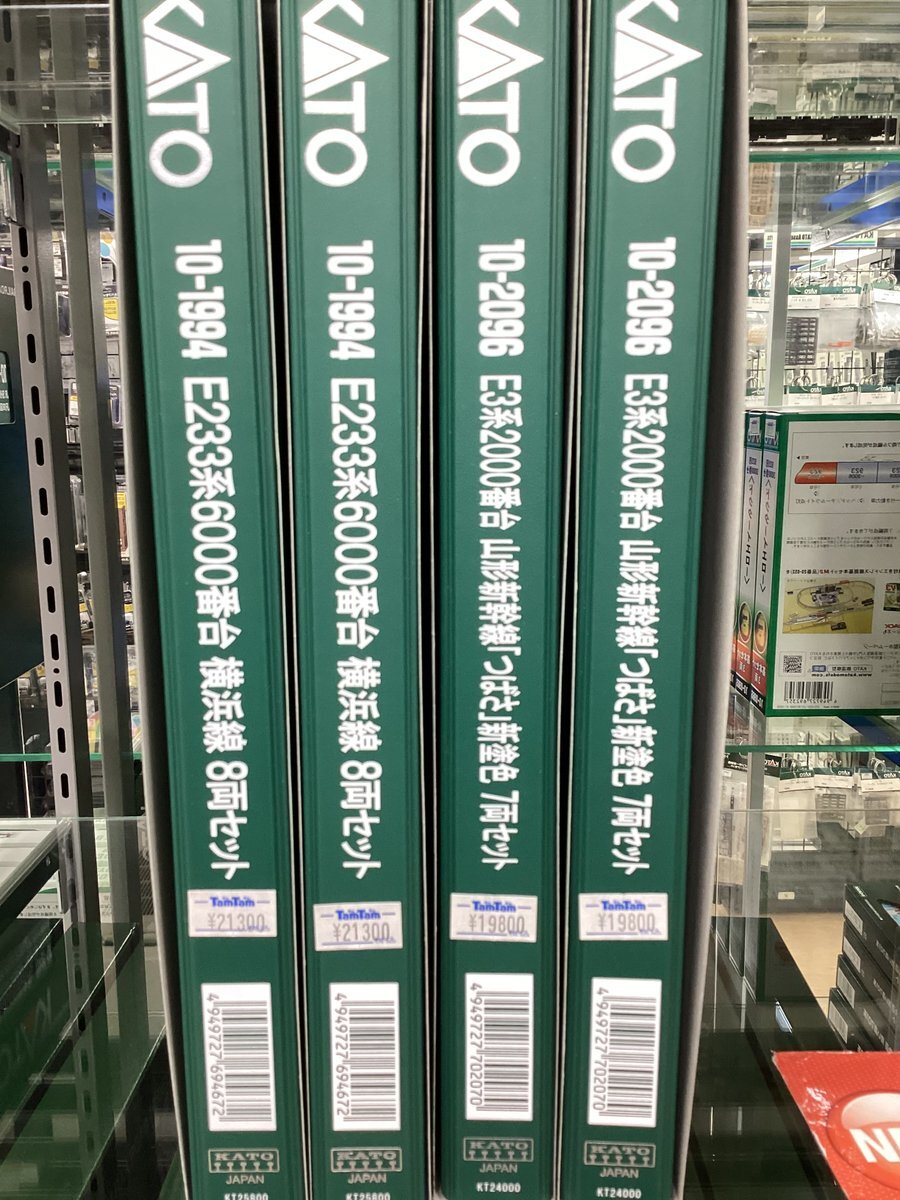 KATO
10-1994 E233系6000番台 横浜線 8両セット
TamTam
¥21300
4949727694672
KATO
JAPAN
KT25800
KATO
10-1994 E233系6000番台 横浜線 8両セット
TamTam
¥21300
4949727694672
KATO
JAPAN
KT25800
KATO
10-2096 E3系2000番台 山形新幹線「つばさ」新塗色 7両セット
TamTam
¥19800
4949727702070
KATO
JAPAN
KT24000
KATO
10-2096 E3系2000番台 山形新幹線「つばさ」新塗色 7両セット
TamTam
¥19800
4949727702070
KATO
JAPAN
KT24000
www.katomodels.com